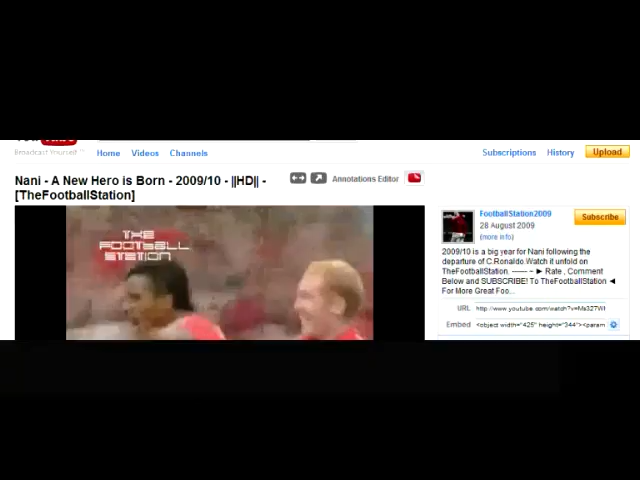 Broadcast Yourself ™
Home Videos Channels
Subscriptions History Upload
Nani - A New Hero is Born - 2009/10 - ||HD|| -
[TheFootballStation]
Annotations Editor
THE
FOOTBALL
STATION
FootballStation2009
28 August 2009
(more info)
Subscribe
2009/10 is a big year for Nani following the
departure of C.Ronaldo.Watch it unfold on
TheFootballStation. —— - ► Rate , Comment
Below and SUBSCRIBE! To TheFootballStation ◄
For More Great Foo...
URL http://www.youtube.com/watch?v=Ms327W
Embed <object width="425" height="344"><param